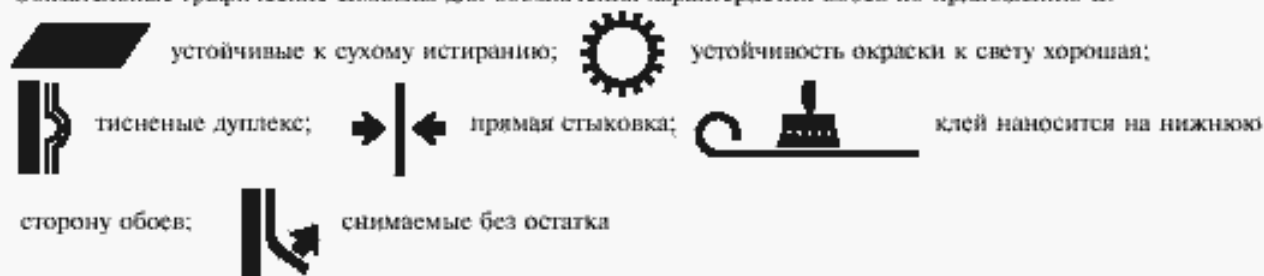 устойчивые к сухому истиранию; устойчивость окраски к свету хорошая;
тисненые дуплекс; прямая стыковка; клей наносится на нижнюю
сторону обоев; снимаемые без остатка